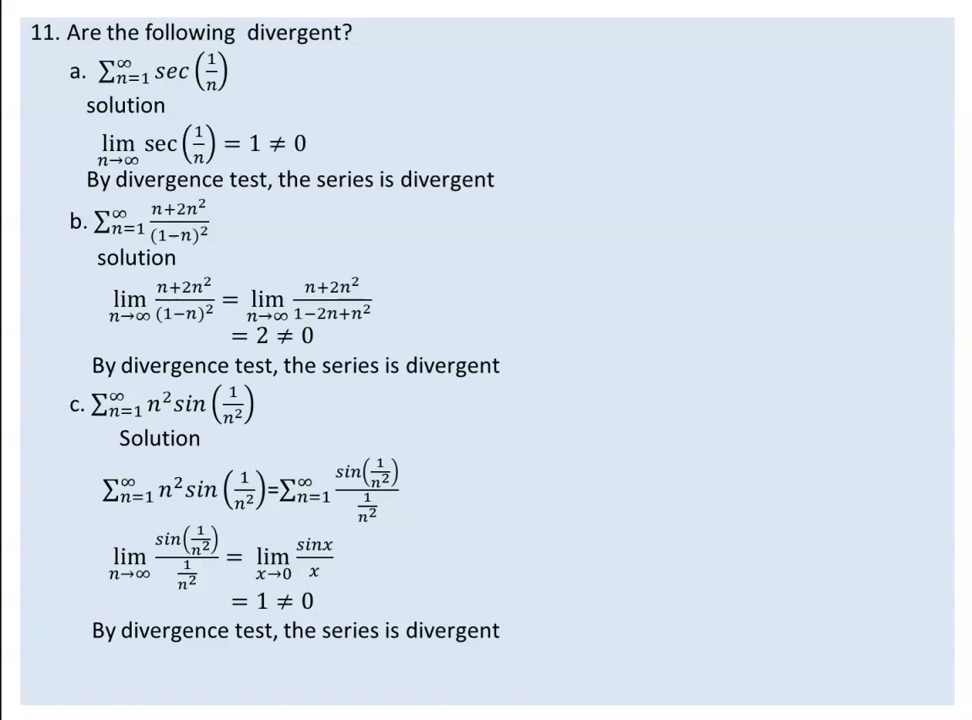 11. Are the following divergent?
a. ∑_{n=1}^{∞} sec(1/n)
solution
lim_{n→∞} sec(1/n) = 1 ≠ 0
By divergence test, the series is divergent
b. ∑_{n=1}^{∞} (n+2n²)/(1−n)²
solution
lim_{n→∞} (n+2n²)/(1−n)² = lim_{n→∞} (n+2n²)/(1−2n+n²)
= 2 ≠ 0
By divergence test, the series is divergent
c. ∑_{n=1}^{∞} n² sin(1/n²)
Solution
∑_{n=1}^{∞} n² sin(1/n²)=∑_{n=1}^{∞} sin(1/n²)/(1/n²)
lim_{n→∞} sin(1/n²)/(1/n²) = lim_{x→0} sinx/x
= 1 ≠ 0
By divergence test, the series is divergent